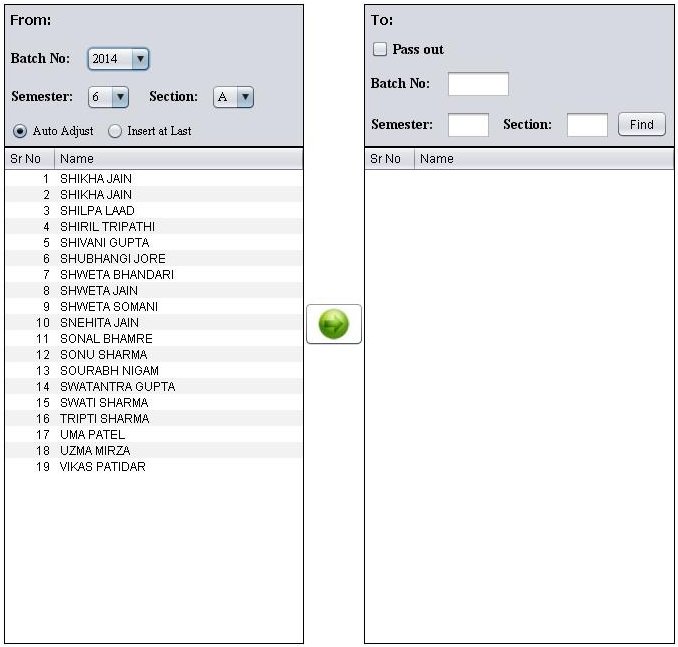 From:
Batch No: 2014
Semester: 6 Section: A
Auto Adjust Insert at Last
Sr No Name
1 SHIKHA JAIN
2 SHIKHA JAIN
3 SHILPA LAAD
4 SHIRIL TRIPATHI
5 SHIVANI GUPTA
6 SHUBHANGI JORE
7 SHWETA BHANDARI
8 SHWETA JAIN
9 SHWETA SOMANI
10 SNEHITA JAIN
11 SONAL BHAMRE
12 SONU SHARMA
13 SOURABH NIGAM
14 SWATANTRA GUPTA
15 SWATI SHARMA
16 TRIPTI SHARMA
17 UMA PATEL
18 UZMA MIRZA
19 VIKAS PATIDAR
To:
Pass out
Batch No:
Semester: Section: Find
Sr No Name